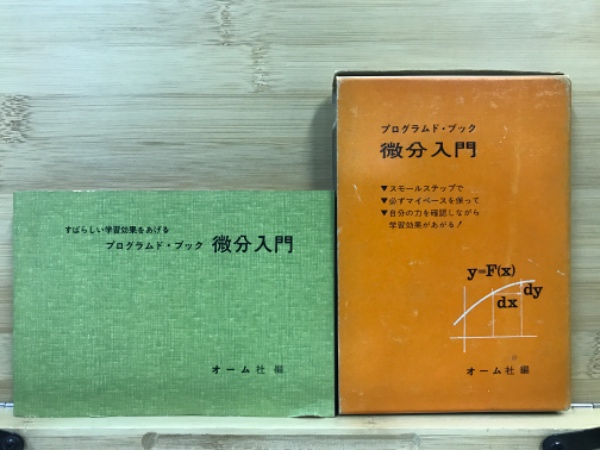 すばらしい学習効果をあげる
プログラムド・ブック 微分入門
オーム社 編
プログラムド・ブック
微分入門
▼スモールステップで
▼必ずマイペースを保って
▼自分の力を確認しながら
学習効果があがる!
y=F(x)
dy
dx
オーム社 編